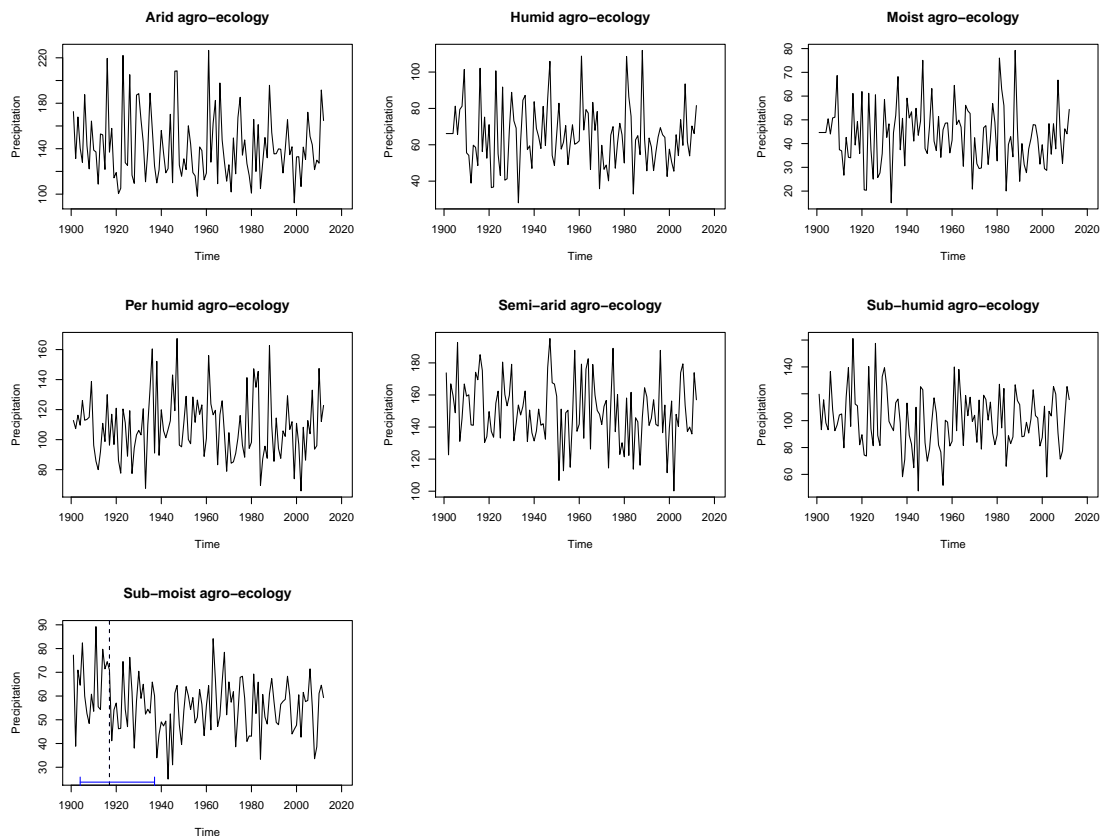 Arid agro−ecology
Humid agro−ecology
Moist agro−ecology
Precipitation
100 140 180 220
1900 1920 1940 1960 1980 2000 2020
Time
Precipitation
40 60 80 100
1900 1920 1940 1960 1980 2000 2020
Time
Precipitation
20 30 40 50 60 70 80
1900 1920 1940 1960 1980 2000 2020
Time
Per humid agro−ecology
Semi−arid agro−ecology
Sub−humid agro−ecology
Precipitation
80 100 120 140 160
1900 1920 1940 1960 1980 2000 2020
Time
Precipitation
100 120 140 160 180
1900 1920 1940 1960 1980 2000 2020
Time
Precipitation
60 80 100 140
1900 1920 1940 1960 1980 2000 2020
Time
Sub−moist agro−ecology
Precipitation
30 40 50 60 70 80 90
1900 1920 1940 1960 1980 2000 2020
Time